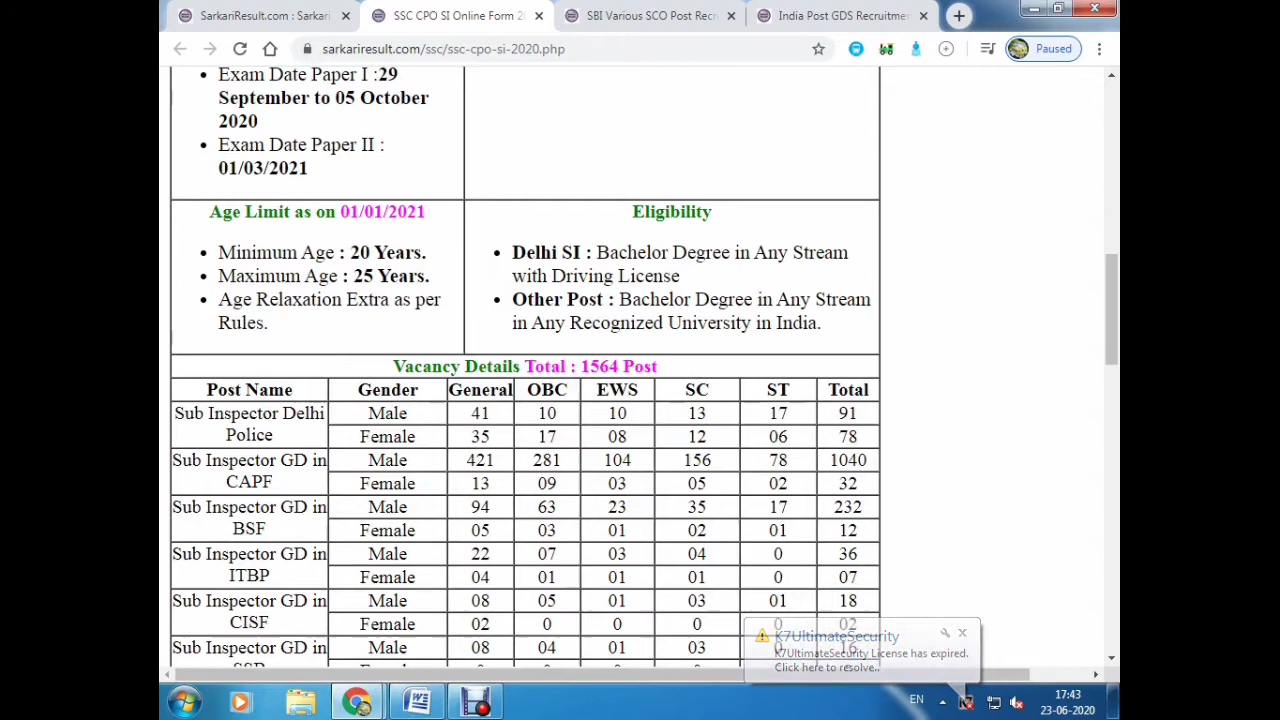 SarkariResult.com : Sarkari
SSC CPO SI Online Form 2
SBI Various SCO Post Recr
India Post GDS Recruitmen
sarkariresult.com/ssc/ssc-cpo-si-2020.php
Paused
Exam Date Paper I :29
September to 05 October
2020
Exam Date Paper II :
01/03/2021
Age Limit as on 01/01/2021
Minimum Age : 20 Years.
Maximum Age : 25 Years.
Age Relaxation Extra as per
Rules.
Eligibility
Delhi SI : Bachelor Degree in Any Stream
with Driving License
Other Post : Bachelor Degree in Any Stream
in Any Recognized University in India.
Vacancy Details Total : 1564 Post
Post Name Gender General OBC EWS SC ST Total
Sub Inspector Delhi Police Male 41 10 10 13 17 91
Female 35 17 08 12 06 78
Sub Inspector GD in CAPF Male 421 281 104 156 78 1040
Female 13 09 03 05 02 32
Sub Inspector GD in BSF Male 94 63 23 35 17 232
Female 05 03 01 02 01 12
Sub Inspector GD in ITBP Male 22 07 03 04 0 36
Female 04 01 01 01 0 07
Sub Inspector GD in CISF Male 08 05 01 03 01 18
Female 02 0 0 0 0 02
Sub Inspector GD in SSB Male 08 04 01 03 0 16
K7UltimateSecurity
K7UltimateSecurity License has expired.
Click here to resolve..
EN
17:43
23-06-2020